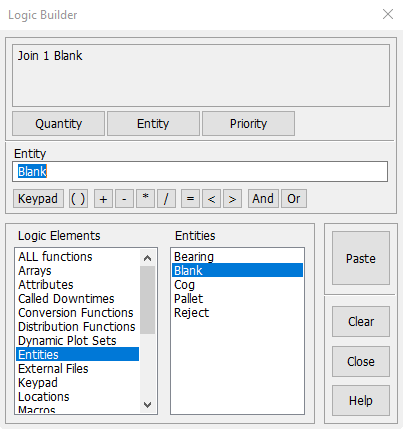 Logic Builder
Join 1 Blank
Quantity Entity Priority
Entity
Blank
Keypad ( ) + - * / = < > And Or
Logic Elements
ALL functions
Arrays
Attributes
Called Downtimes
Conversion Functions
Distribution Functions
Dynamic Plot Sets
Entities
External Files
Keypad
Locations
Macros
Entities
Bearing
Blank
Cog
Pallet
Reject
Paste
Clear
Close
Help